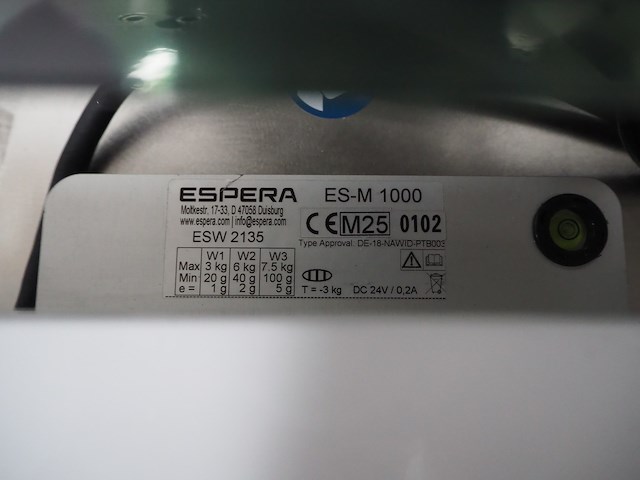 ESPERA ES-M 1000
Moltkestr. 17-33, D 47058 Duisburg
www.espera.com | info@espera.com
CE M25 0102
ESW 2135
Type Approval: DE-18-NAWID-PTB003
W1 W2 W3
Max 3 kg 6 kg 7.5 kg
Min 20 g 40 g 100 g
e = 1 g 2 g 5 g
T = -3 kg DC 24V / 0,2A